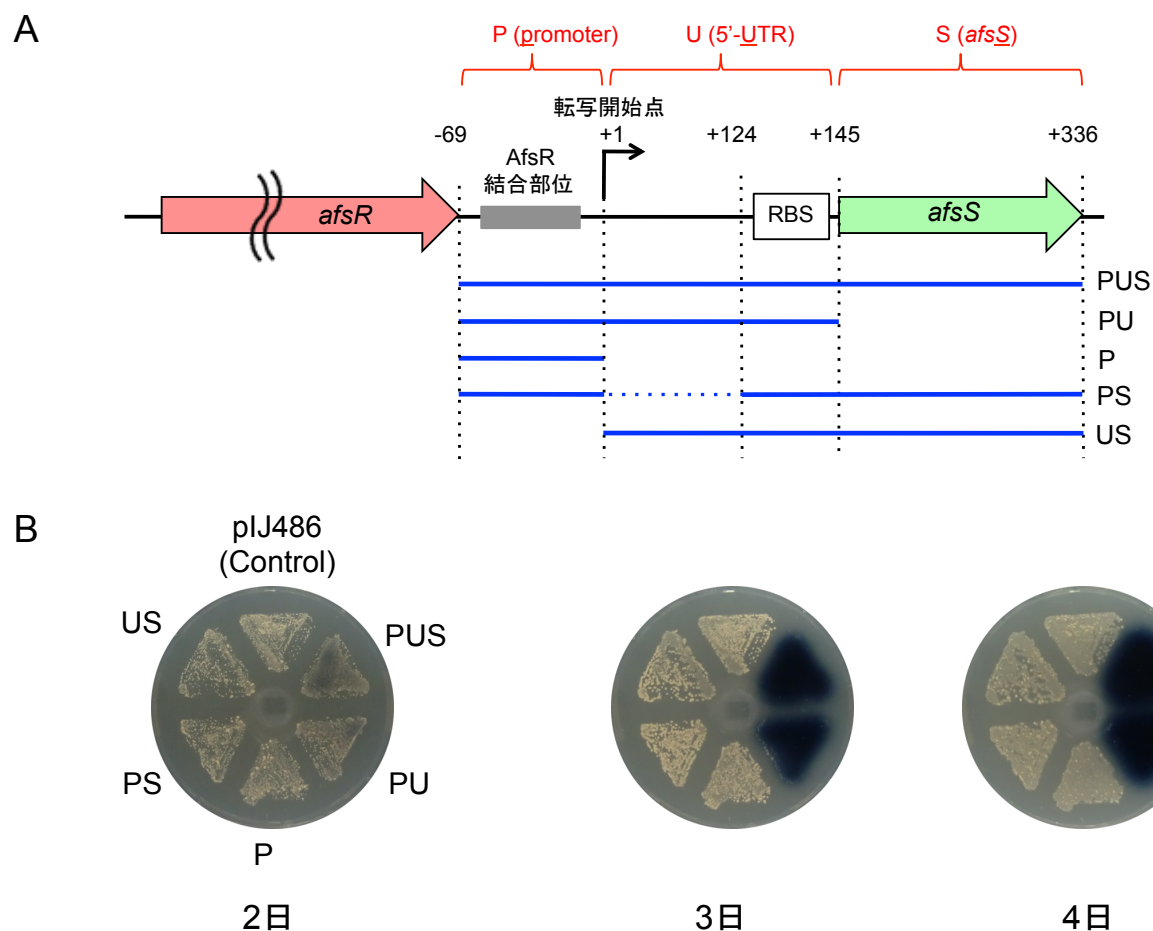 A
P (promoter) U (5'-UTR) S (afsS)
転写開始点
-69 +1 +124 +145 +336
AfsR
結合部位
afsR RBS afsS
PUS
PU
P
PS
US
B
pIJ486
(Control)
US PUS
PS PU
P
2日 3日 4日